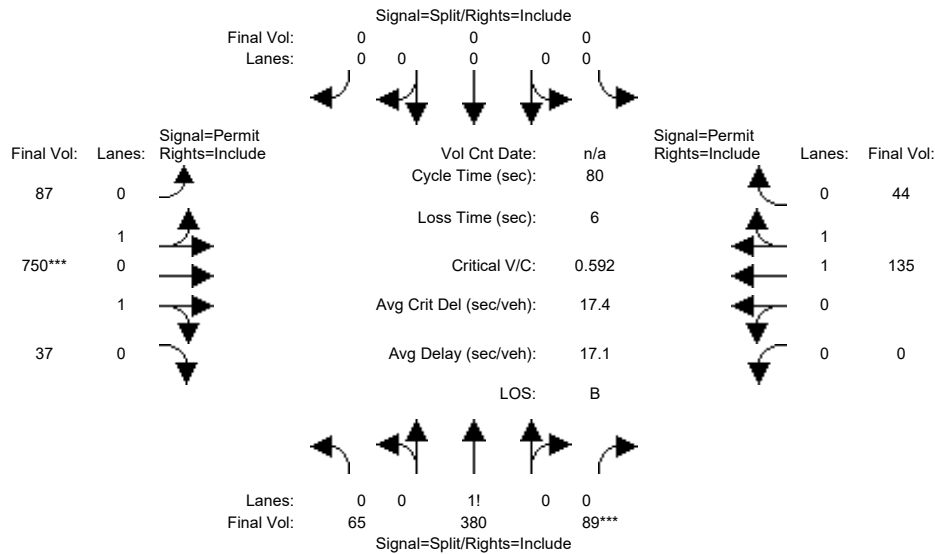 Signal=Split/Rights=Include
Final Vol: 0 0 0
Lanes: 0 0 0 0 0
Signal=Permit
Final Vol: Lanes: Rights=Include
Vol Cnt Date: n/a
Signal=Permit
Rights=Include Lanes: Final Vol:
87 0
Cycle Time (sec): 80
0 44
Loss Time (sec): 6
1
1
750*** 0
Critical V/C: 0.592
1 135
1
Avg Crit Del (sec/veh): 17.4
0
37 0
Avg Delay (sec/veh): 17.1
0 0
LOS: B
Lanes: 0 0 1! 0 0
Final Vol: 65 380 89***
Signal=Split/Rights=Include